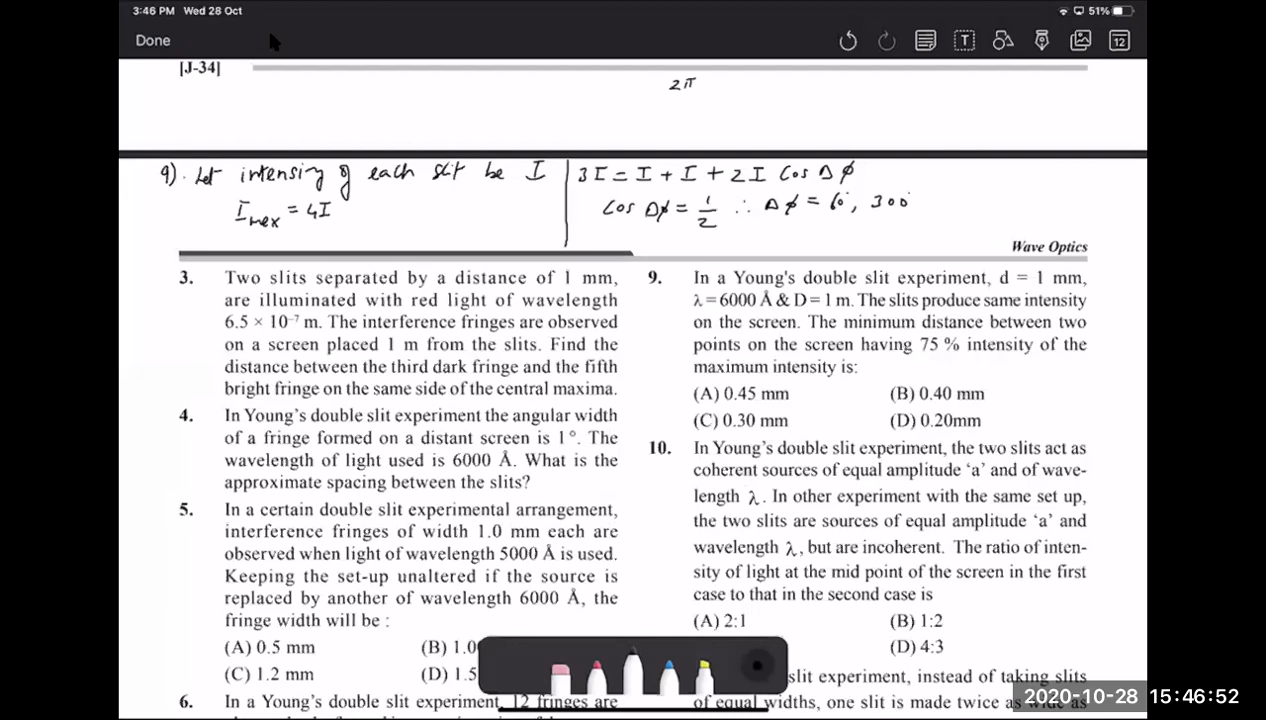 3:46 PM Wed 28 Oct
51%
Done
T
12
[J-34]
2π
9). Let intensiny of each slit be I
I max = 4I
3I = I + I + 2I Cos Δφ
Cos Δφ = 1/2 ∴ Δφ = 60°, 300°
Wave Optics
3. Two slits separated by a distance of 1 mm,
are illuminated with red light of wavelength
6.5 × 10⁻⁷ m. The interference fringes are observed
on a screen placed 1 m from the slits. Find the
distance between the third dark fringe and the fifth
bright fringe on the same side of the central maxima.
4. In Young's double slit experiment the angular width
of a fringe formed on a distant screen is 1°. The
wavelength of light used is 6000 Å. What is the
approximate spacing between the slits?
5. In a certain double slit experimental arrangement,
interference fringes of width 1.0 mm each are
observed when light of wavelength 5000 Å is used.
Keeping the set-up unaltered if the source is
replaced by another of wavelength 6000 Å, the
fringe width will be :
(A) 0.5 mm (B) 1.0
(C) 1.2 mm (D) 1.5
6. In a Young's double slit experiment, 12 fringes are
9. In a Young's double slit experiment, d = 1 mm,
λ = 6000 Å & D = 1 m. The slits produce same intensity
on the screen. The minimum distance between two
points on the screen having 75 % intensity of the
maximum intensity is:
(A) 0.45 mm (B) 0.40 mm
(C) 0.30 mm (D) 0.20mm
10. In Young's double slit experiment, the two slits act as
coherent sources of equal amplitude 'a' and of wave-
length λ. In other experiment with the same set up,
the two slits are sources of equal amplitude 'a' and
wavelength λ, but are incoherent. The ratio of inten-
sity of light at the mid point of the screen in the first
case to that in the second case is
(A) 2:1 (B) 1:2
(D) 4:3
slit experiment, instead of taking slits
of equal widths, one slit is made twice as wide as
2020-10-28 15:46:52